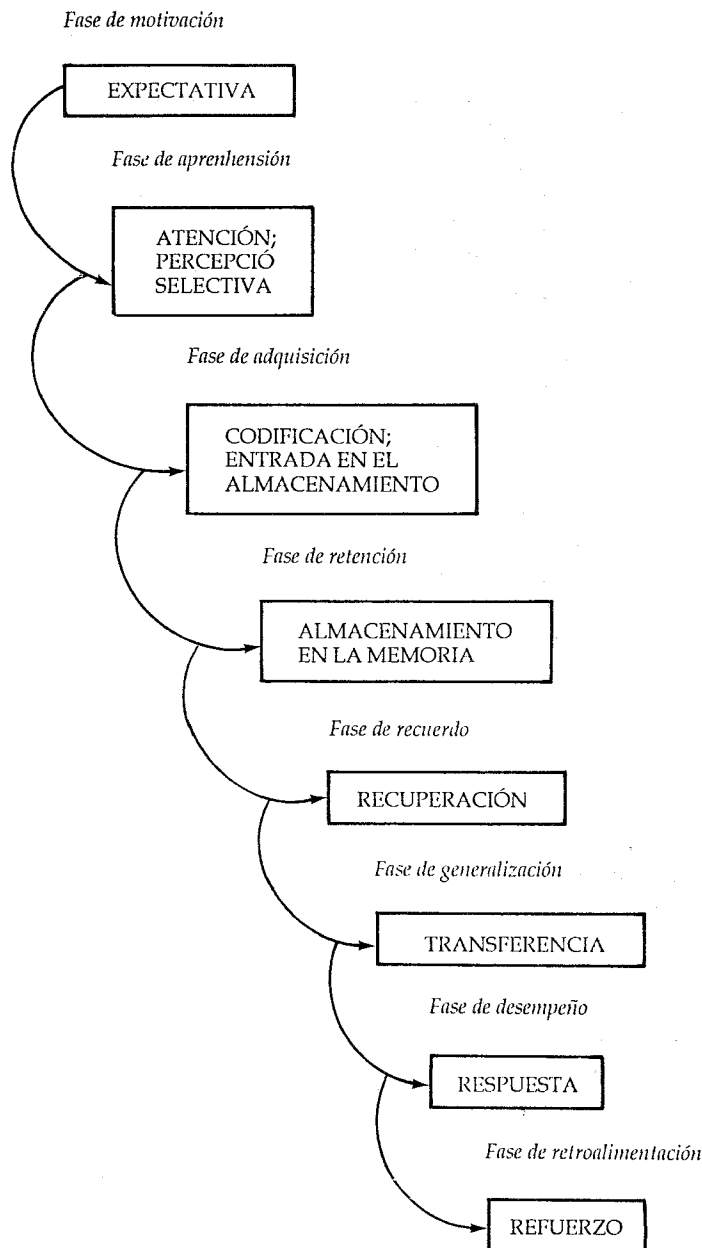 Fase de motivación
EXPECTATIVA
Fase de aprenhensión
ATENCIÓN;
PERCEPCIÓ
SELECTIVA
Fase de adquisición
CODIFICACIÓN;
ENTRADA EN EL
ALMACENAMIENTO
Fase de retención
ALMACENAMIENTO
EN LA MEMORIA
Fase de recuerdo
RECUPERACIÓN
Fase de generalización
TRANSFERENCIA
Fase de desempeño
RESPUESTA
Fase de retroalimentación
REFUERZO